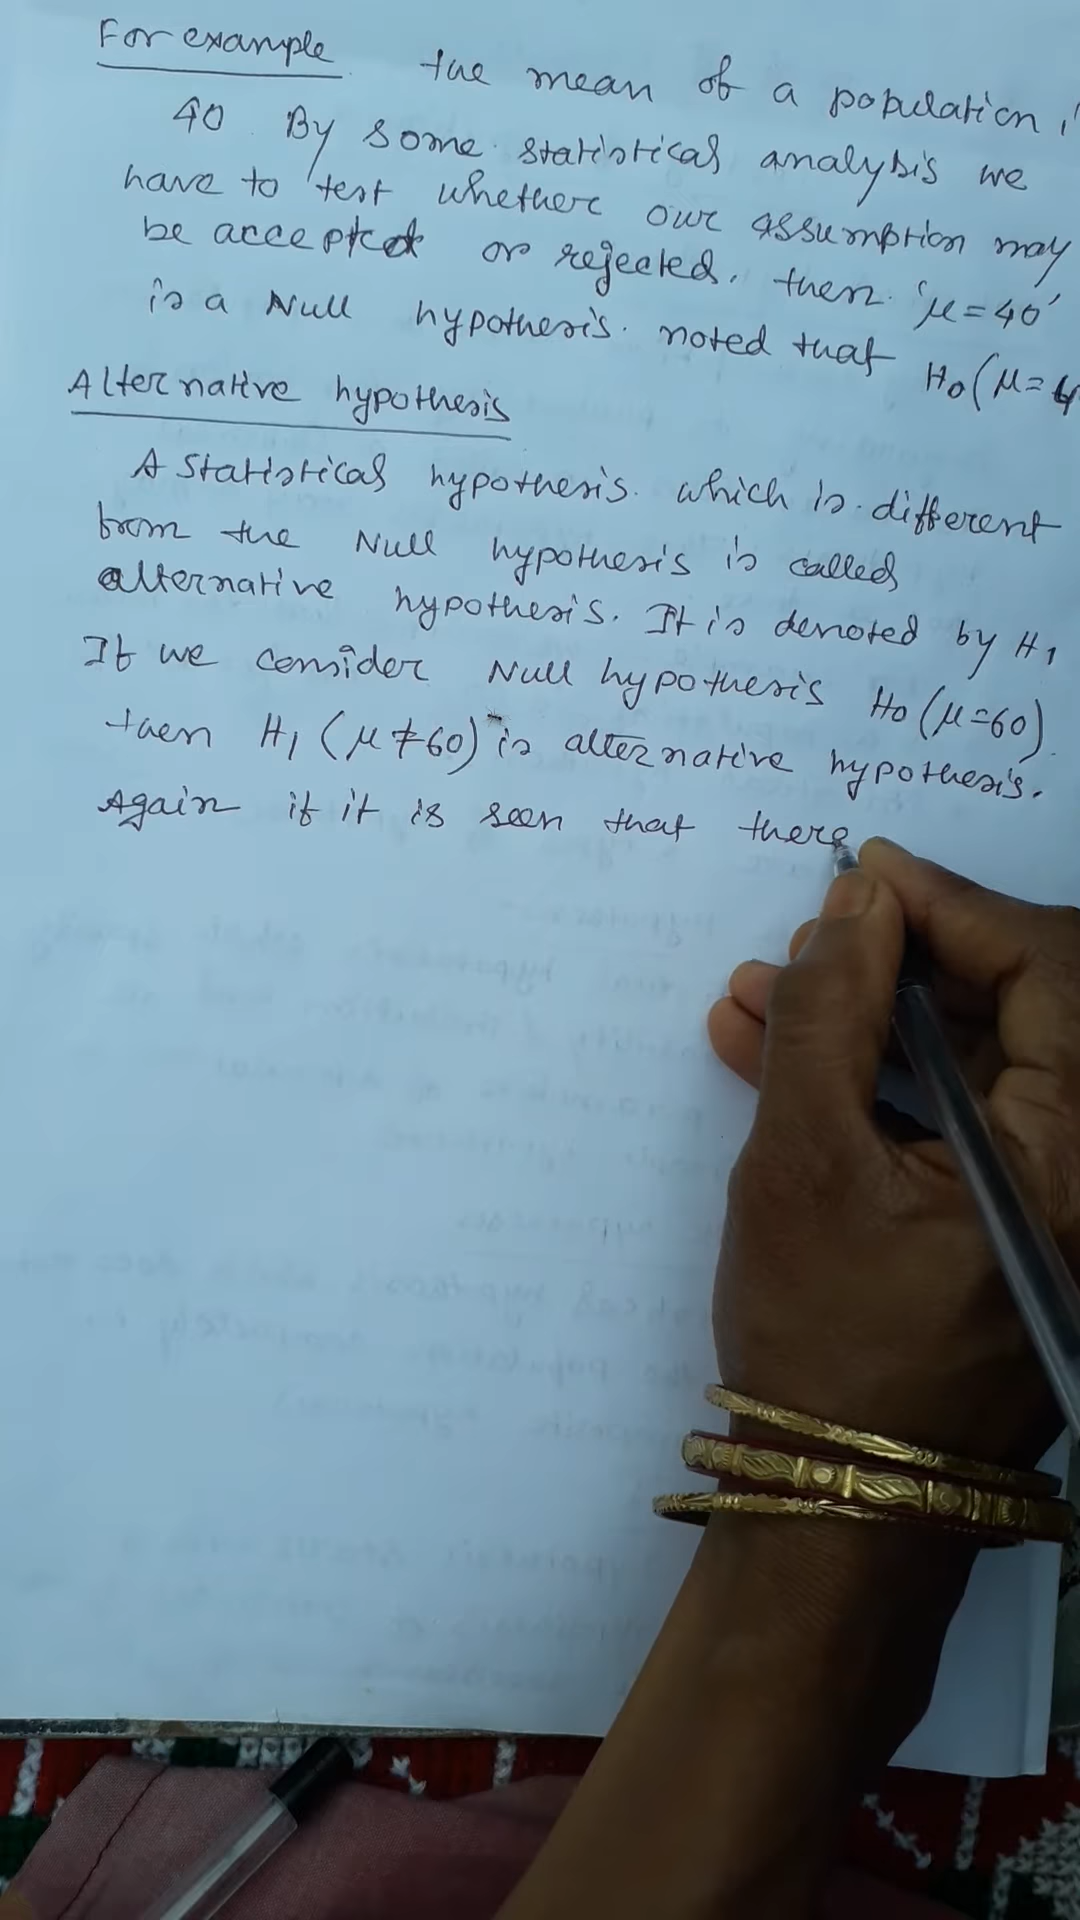 For example the mean of a population
40 By some statistical analysis we
have to test whether our assumption may
be accepted or rejected. then 'μ=40'
is a Null hypothesis. noted that H0(μ=4
Alternative hypothesis
A Statistical hypothesis. which is different
from the Null hypothesis is called
alternative hypothesis. It is denoted by H1
If we consider Null hypothesis H0(μ=60)
then H1(μ≠60) is alternative hypothesis.
Again if it is seen that there